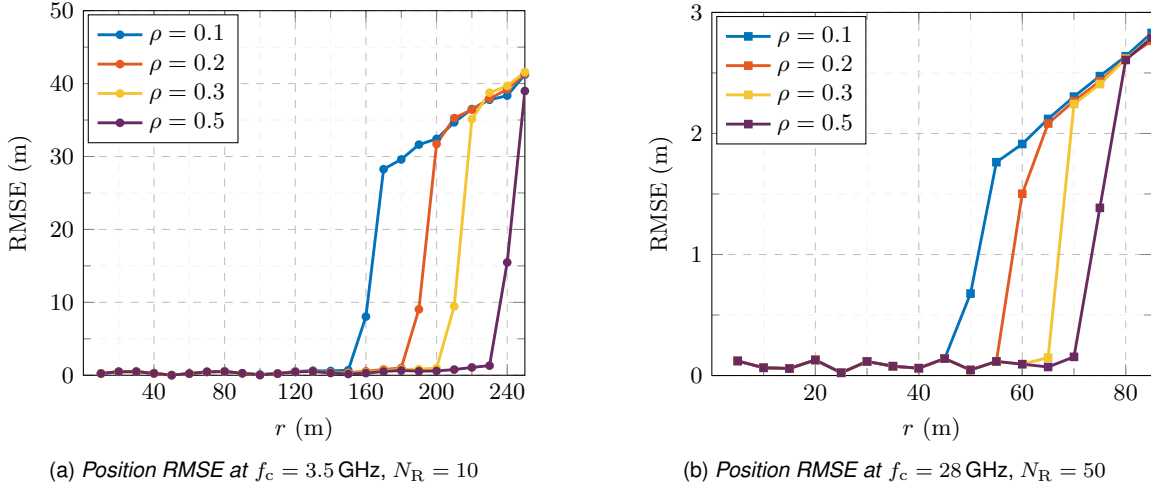 50
40
30
20
10
0
RMSE (m)
ρ = 0.1
ρ = 0.2
ρ = 0.3
ρ = 0.5
40 80 120 160 200 240
r (m)
(a) Position RMSE at f_c = 3.5 GHz, N_R = 10
3
2
1
0
RMSE (m)
ρ = 0.1
ρ = 0.2
ρ = 0.3
ρ = 0.5
20 40 60 80
r (m)
(b) Position RMSE at f_c = 28 GHz, N_R = 50